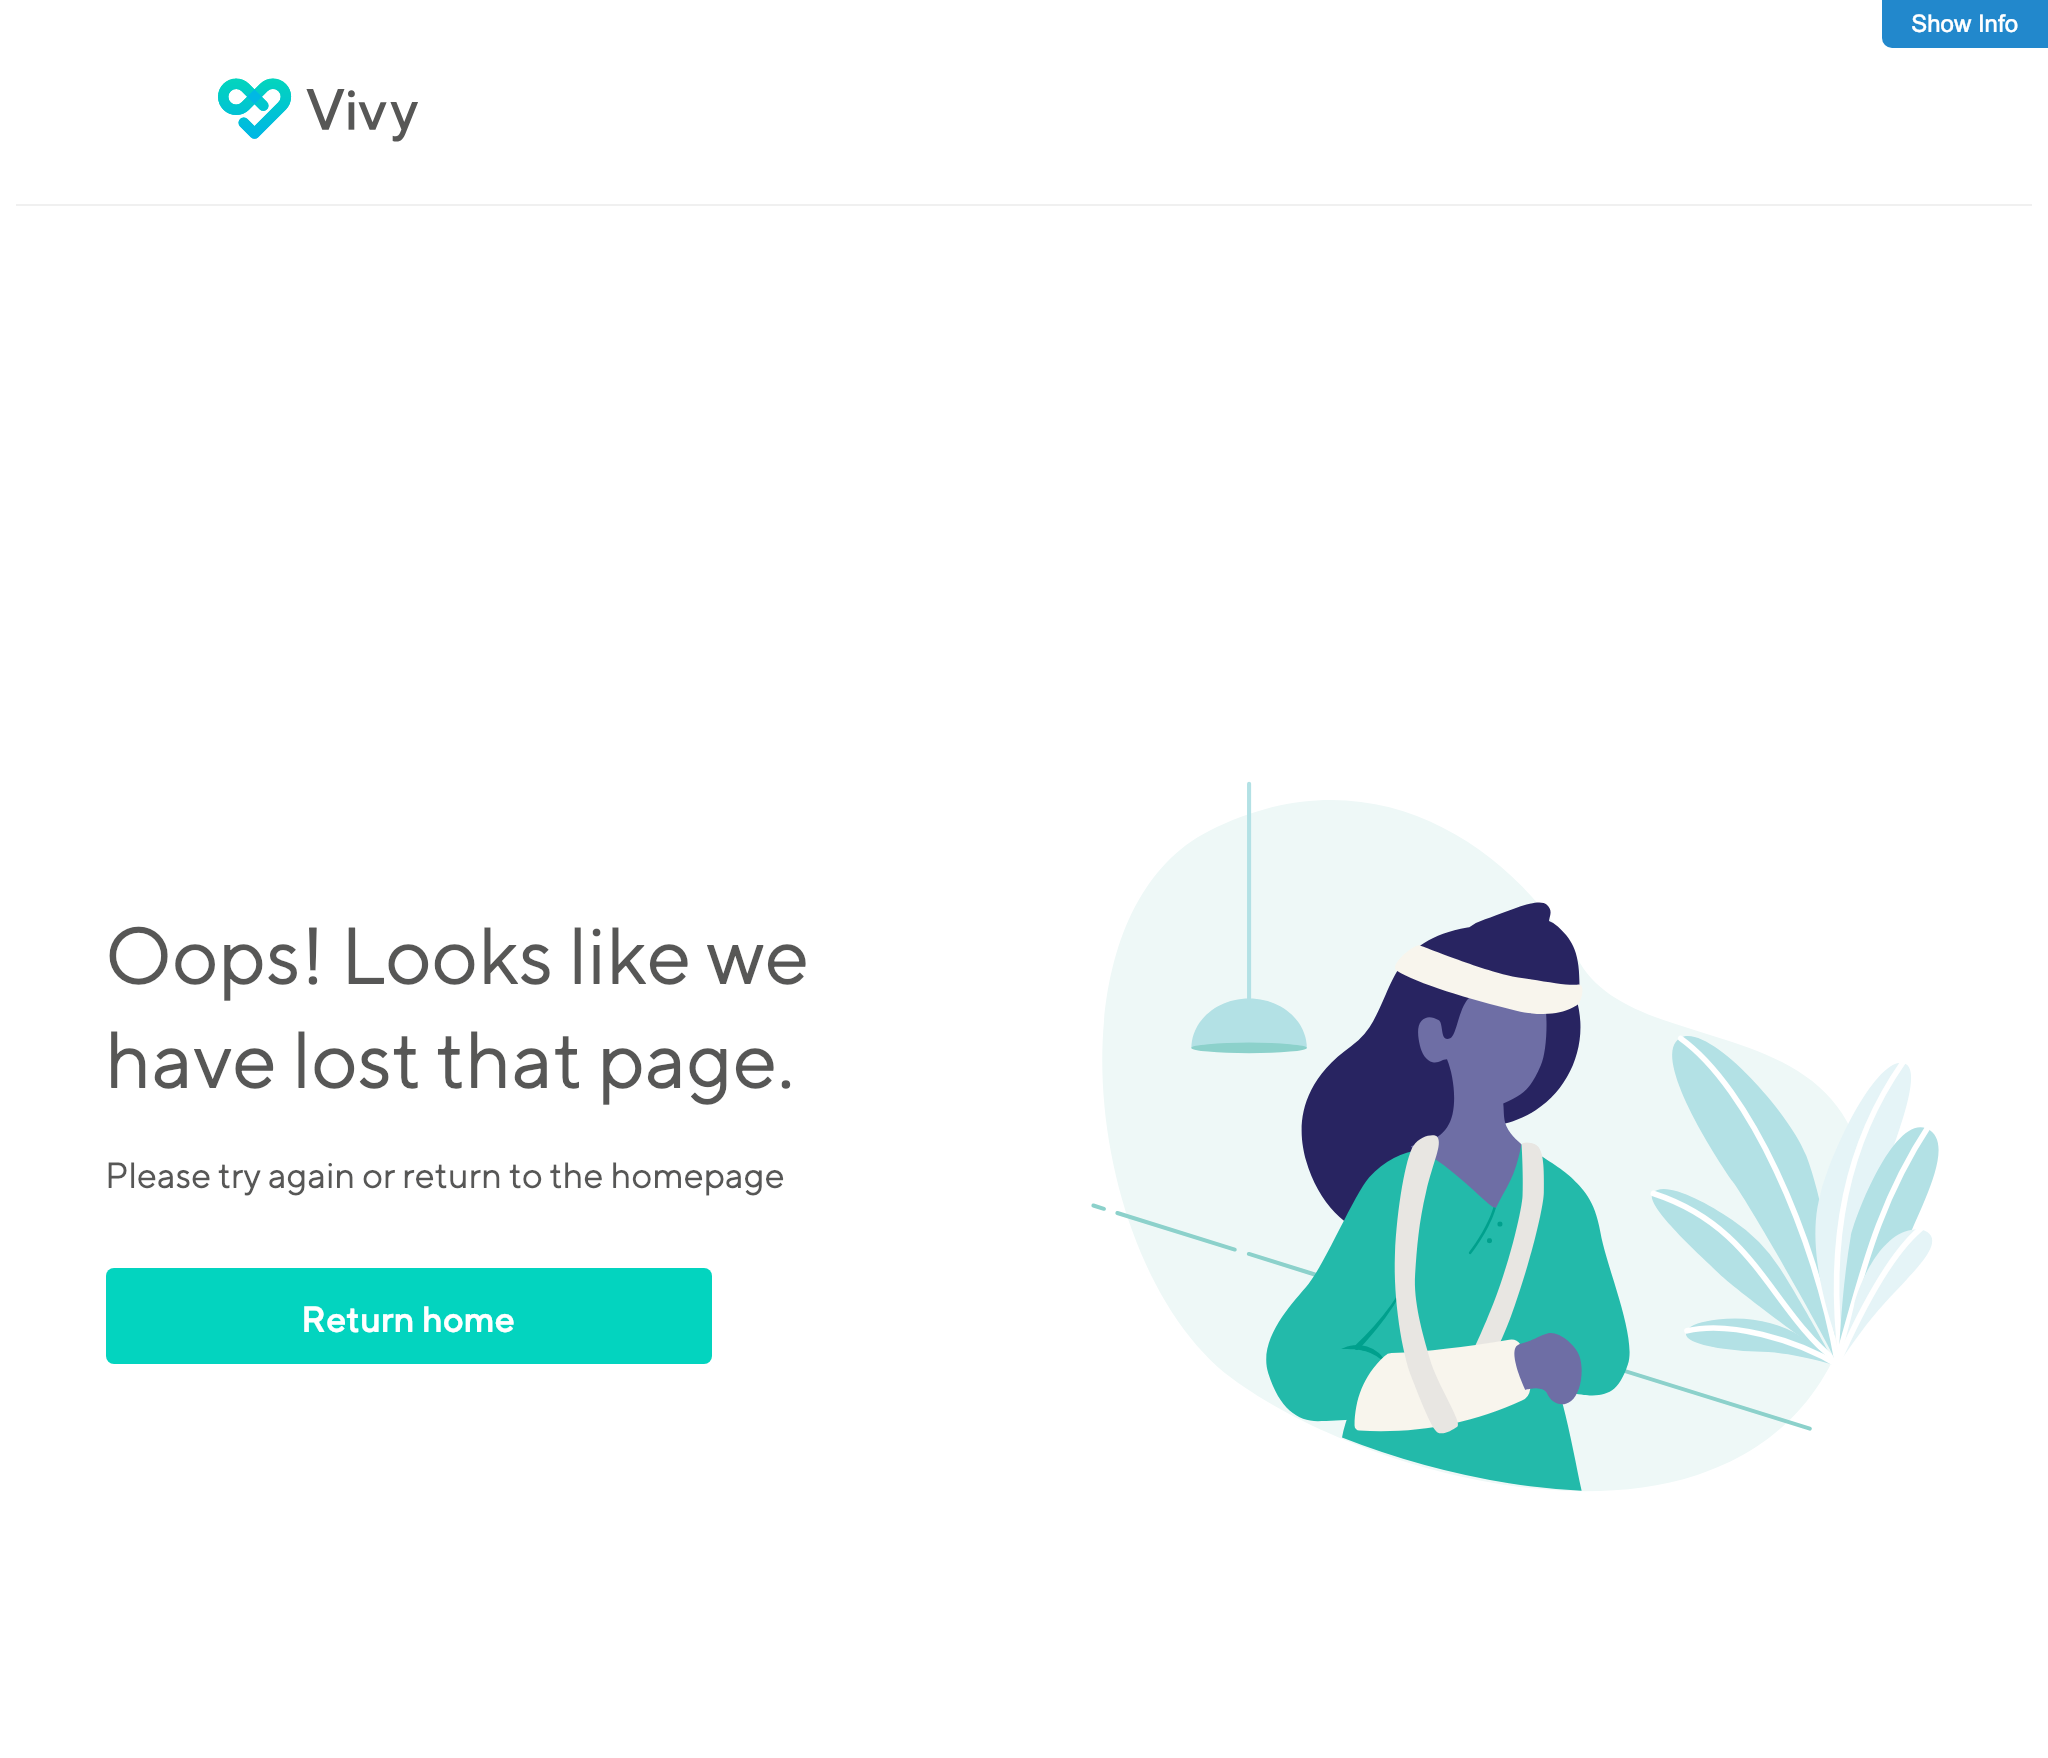 Show Info
Vivy
Oops! Looks like we
have lost that page.
Please try again or return to the homepage
Return home